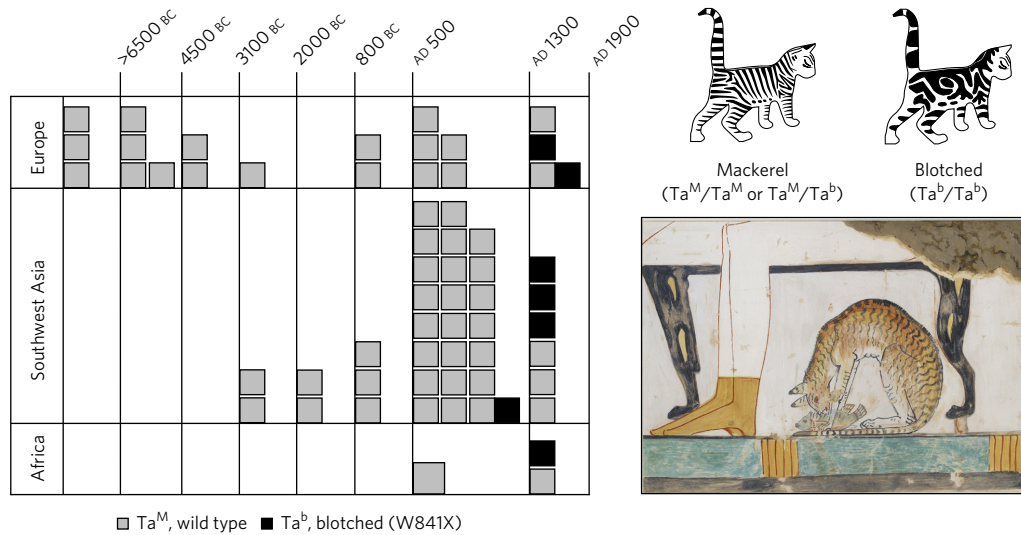 >6500 BC
4500 BC
3100 BC
2000 BC
800 BC
AD 500
AD 1300
AD 1900
Europe
Southwest Asia
Africa
Ta^M, wild type
Ta^b, blotched (W841X)
Mackerel
(Ta^M/Ta^M or Ta^M/Ta^b)
Blotched
(Ta^b/Ta^b)